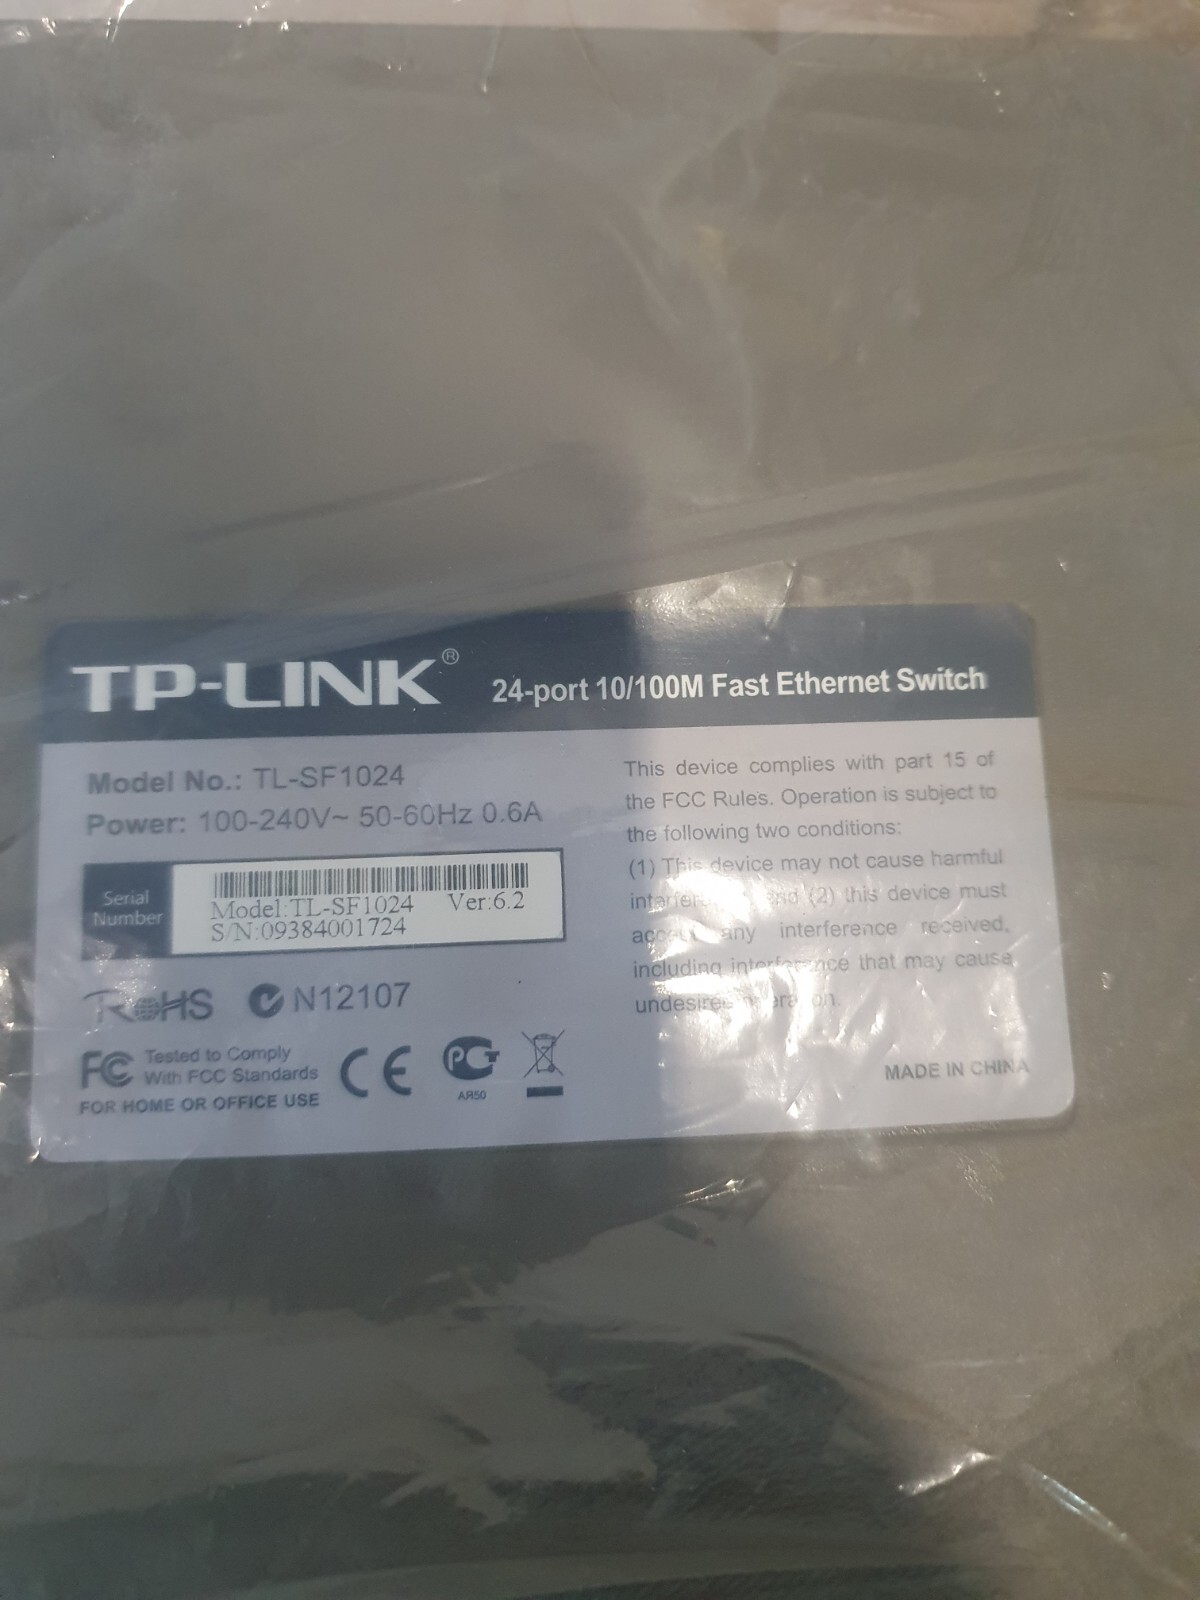 TP-LINK® 24-port 10/100M Fast Ethernet Switch
Model No.: TL-SF1024
Power: 100-240V~ 50-60Hz 0.6A
Serial
Number
Model:TL-SF1024 Ver:6.2
S/N:09384001724
RoHS N12107
FC Tested to Comply
With FCC Standards
FOR HOME OR OFFICE USE
CE
PCT
АЯ50
This device complies with part 15 of
the FCC Rules. Operation is subject to
the following two conditions:
(1) This device may not cause harmful
and (2) this device must
any interference received,
including interference that may cause
MADE IN CHINA